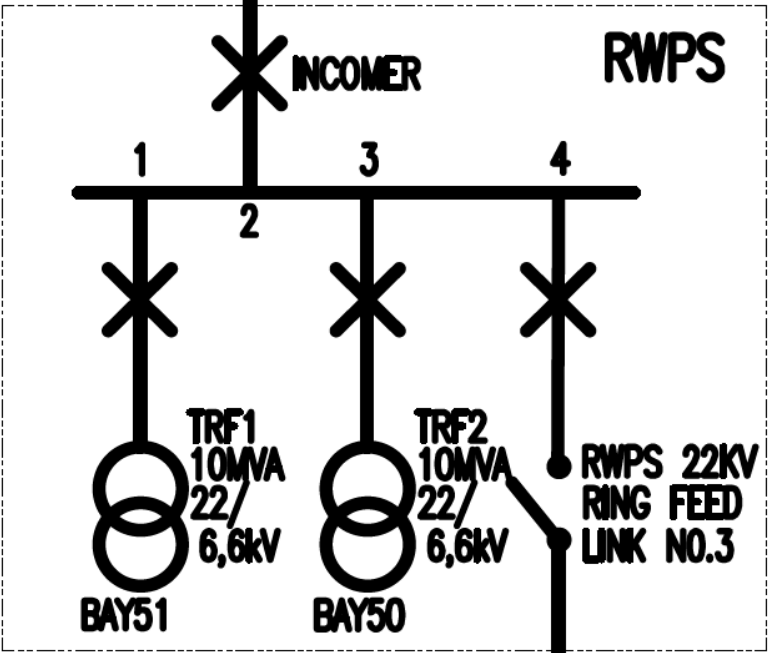 INCOMER
RWPS
1
3
4
2
TRF1
10MVA
22/
6,6kV
BAY51
TRF2
10MVA
22/
6,6kV
BAY50
RWPS 22KV
RING FEED
LINK NO.3